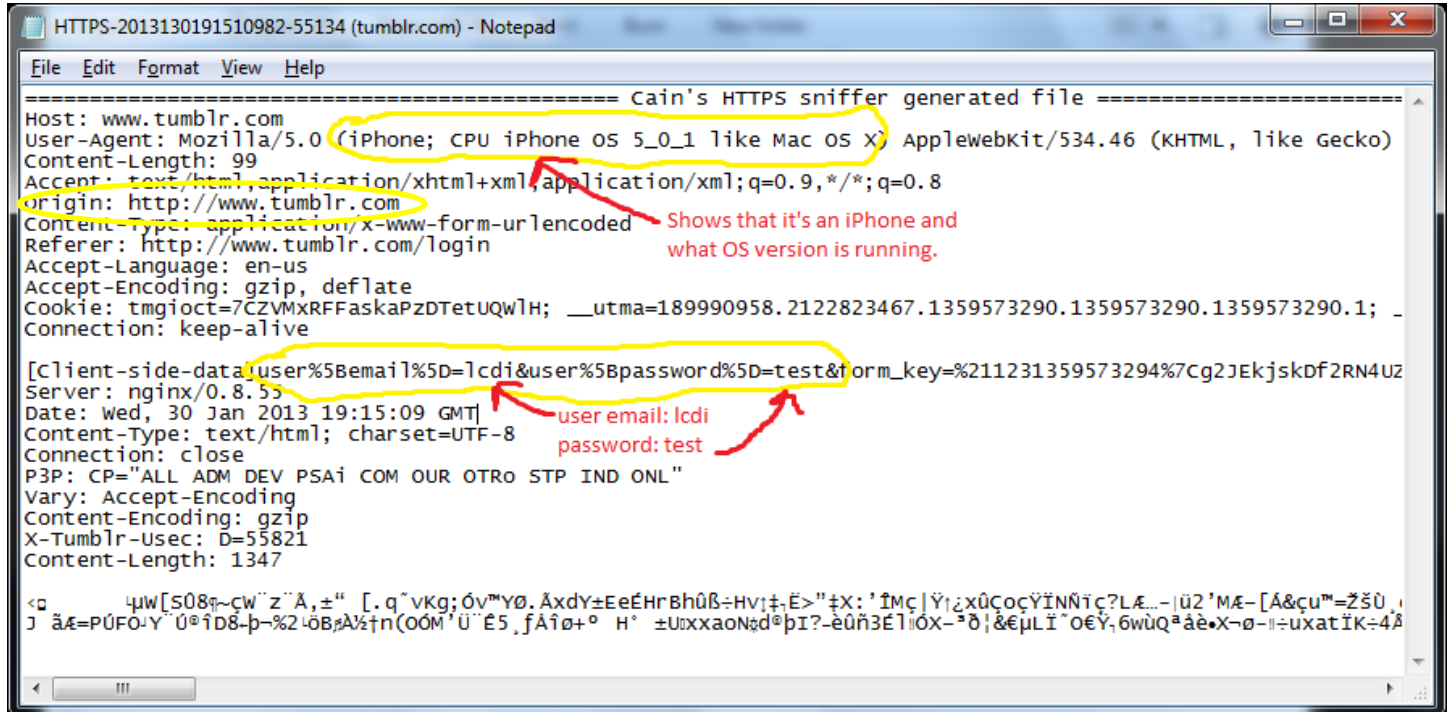 HTTPS-2013130191510982-55134 (tumblr.com) - Notepad
File Edit Format View Help
============================================== Cain's HTTPS sniffer generated file =======================
Host: www.tumblr.com
User-Agent: Mozilla/5.0 (iPhone; CPU iPhone OS 5_0_1 like Mac OS X) AppleWebKit/534.46 (KHTML, like Gecko)
Content-Length: 99
Accept: text/html,application/xhtml+xml,application/xml;q=0.9,*/*;q=0.8
Origin: http://www.tumblr.com
Content-Type: application/x-www-form-urlencoded
Shows that it's an iPhone and
what OS version is running.
Referer: http://www.tumblr.com/login
Accept-Language: en-us
Accept-Encoding: gzip, deflate
Cookie: tmgioct=7CZVMxRFFaskaPzDTetUQWlH; __utma=189990958.2122823467.1359573290.1359573290.1359573290.1; _
Connection: keep-alive
[Client-side-data]user%5Bemail%5D=lcdi&user%5Bpassword%5D=test&form_key=%211231359573294%7Cg2JEkjskDf2RN4UZ
Server: nginx/0.8.55
Date: Wed, 30 Jan 2013 19:15:09 GMT
user email: lcdi
password: test
Content-Type: text/html; charset=UTF-8
Connection: close
P3P: CP="ALL ADM DEV PSAi COM OUR OTRo STP IND ONL"
Vary: Accept-Encoding
Content-Encoding: gzip
X-Tumblr-Usec: D=55821
Content-Length: 1347